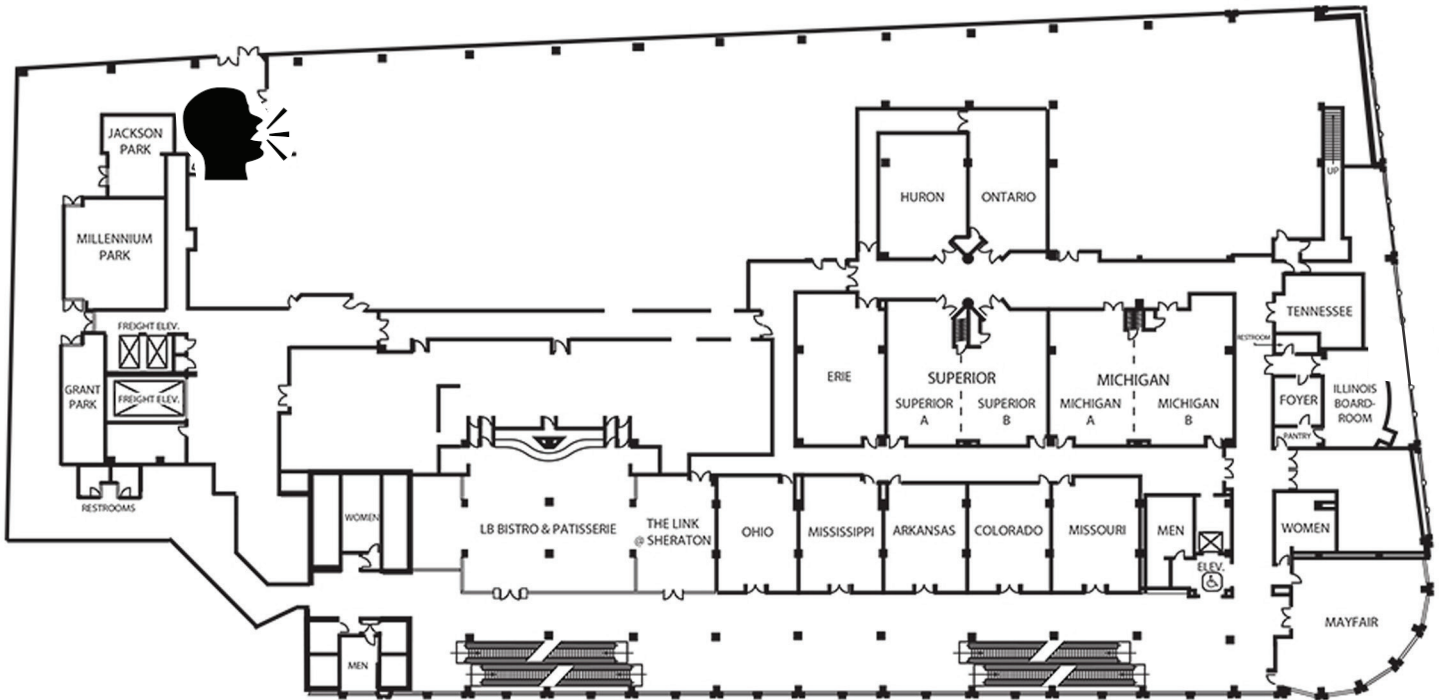 JACKSON
PARK
MILLENNIUM
PARK
FREIGHT ELEV.
GRANT
PARK
FREIGHT ELEV.
RESTROOMS
WOMEN
MEN
LB BISTRO & PATISSERIE
THE LINK
@ SHERATON
OHIO
MISSISSIPPI
ARKANSAS
COLORADO
MISSOURI
MEN
ELEV.
HURON
ONTARIO
ERIE
SUPERIOR
SUPERIOR
A
SUPERIOR
B
MICHIGAN
MICHIGAN
A
MICHIGAN
B
UP
TENNESSEE
RESTROOM
FOYER
ILLINOIS
BOARD-
ROOM
PANTRY
WOMEN
MAYFAIR